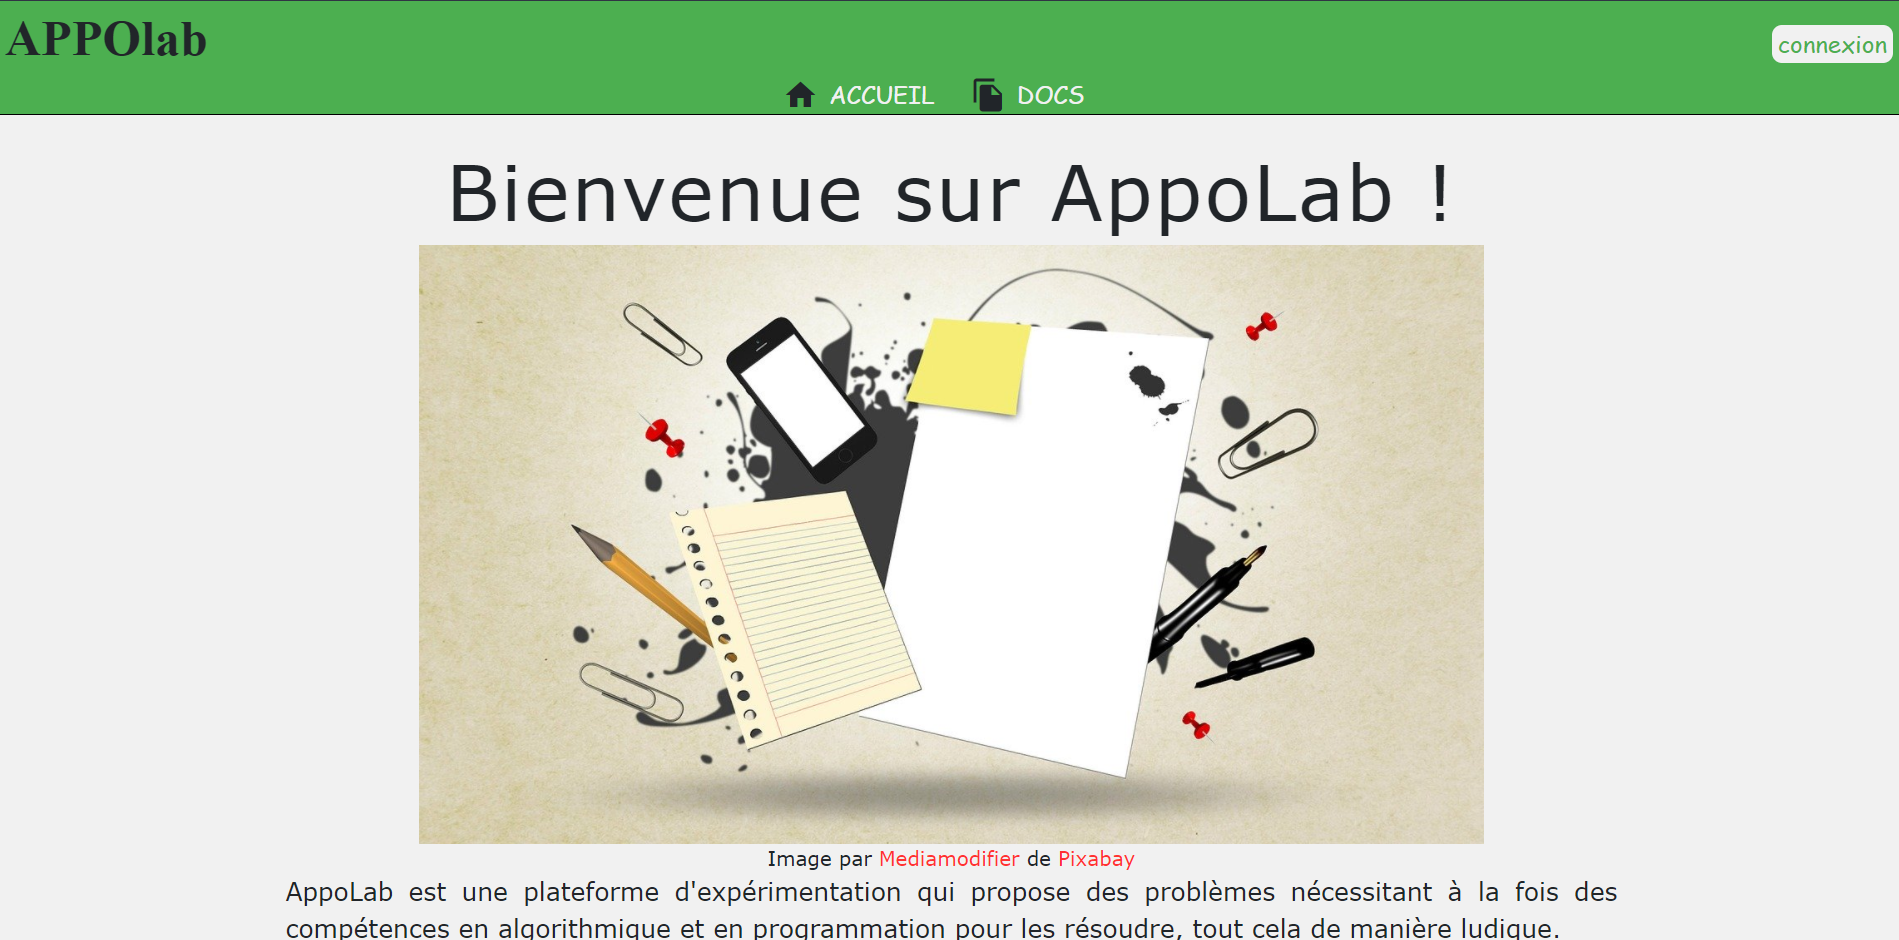 APPOlab
connexion
ACCUEIL
DOCS
Bienvenue sur AppoLab !
Image par Mediamodifier de Pixabay
AppoLab est une plateforme d'expérimentation qui propose des problèmes nécessitant à la fois des
compétences en algorithmique et en programmation pour les résoudre, tout cela de manière ludique.